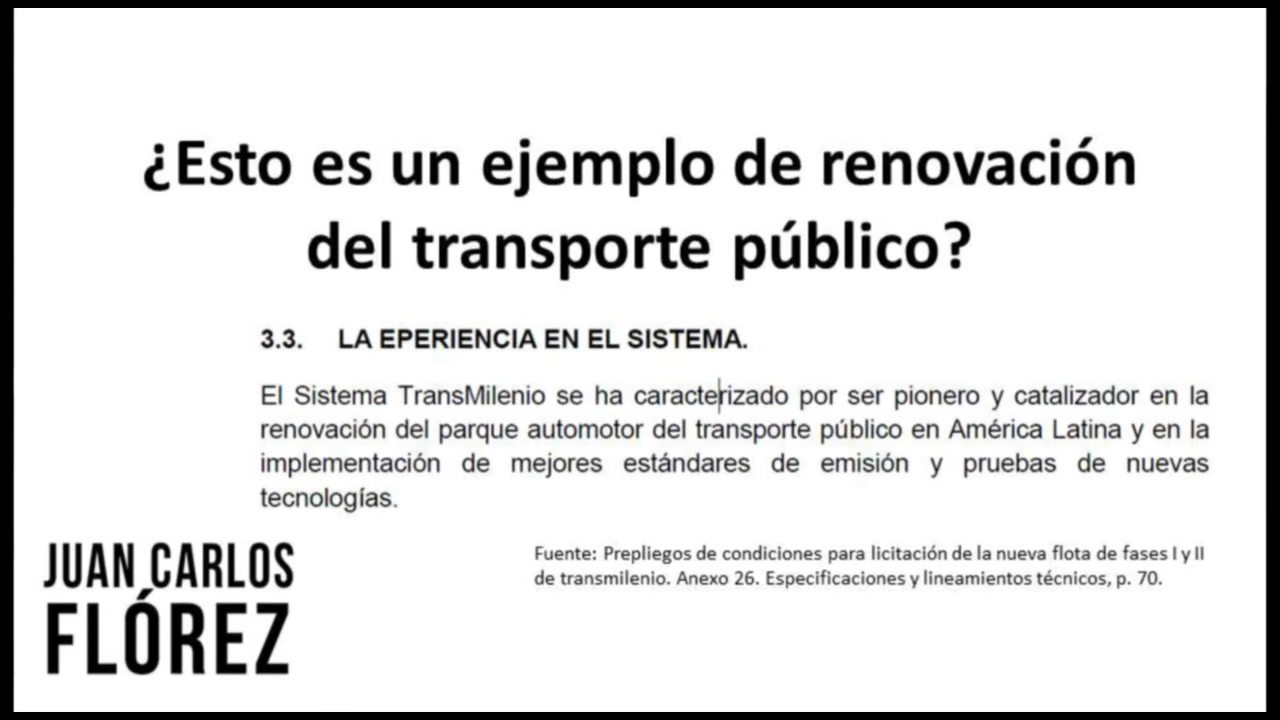 ¿Esto es un ejemplo de renovación
del transporte público?
3.3. LA EPERIENCIA EN EL SISTEMA.
El Sistema TransMilenio se ha caracterizado por ser pionero y catalizador en la
renovación del parque automotor del transporte público en América Latina y en la
implementación de mejores estándares de emisión y pruebas de nuevas
tecnologías.
Fuente: Prepliegos de condiciones para licitación de la nueva flota de fases I y II
de transmilenio. Anexo 26. Especificaciones y lineamientos técnicos, p. 70.
JUAN CARLOS
FLÓREZ